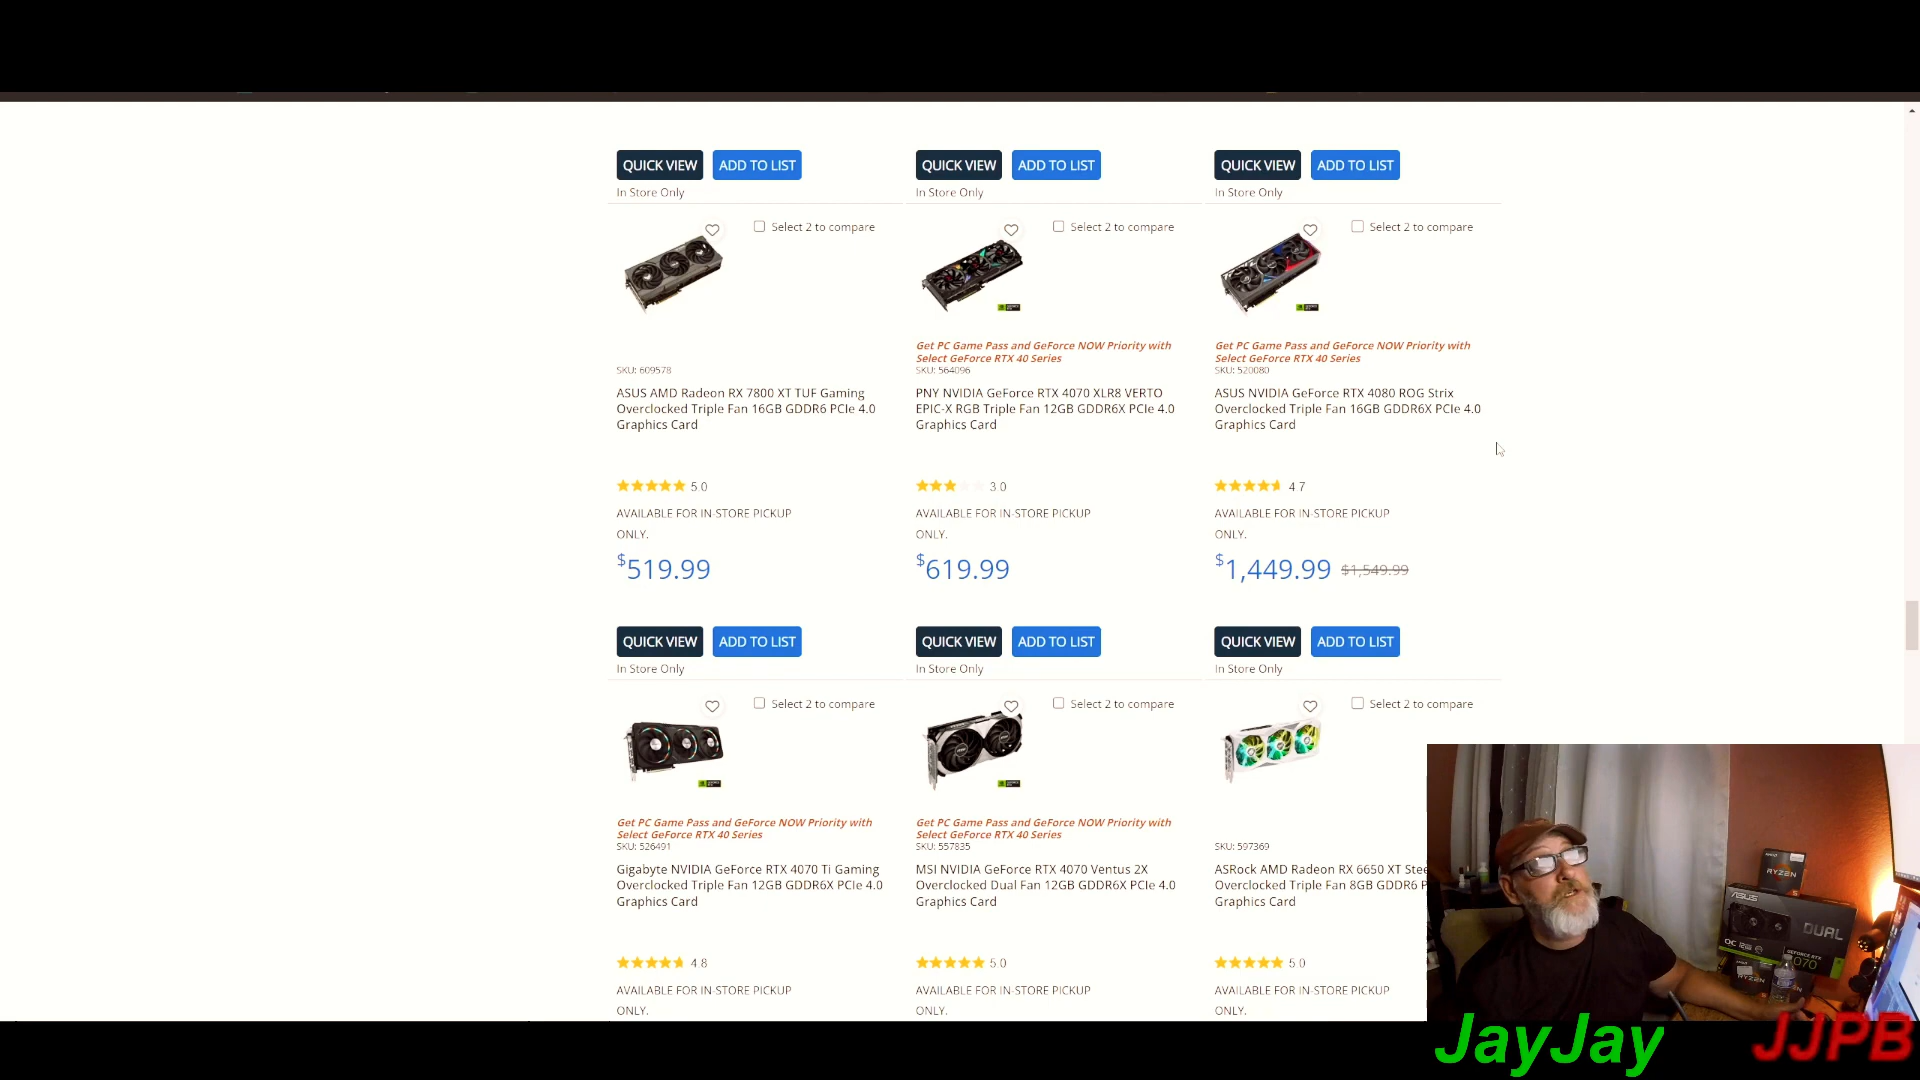 QUICK VIEW ADD TO LIST QUICK VIEW ADD TO LIST QUICK VIEW ADD TO LIST
In Store Only In Store Only In Store Only
Select 2 to compare Select 2 to compare Select 2 to compare
Get PC Game Pass and GeForce NOW Priority with
Select GeForce RTX 40 Series
Get PC Game Pass and GeForce NOW Priority with
Select GeForce RTX 40 Series
SKU: 609578 SKU: 564096 SKU: 520080
ASUS AMD Radeon RX 7800 XT TUF Gaming
Overclocked Triple Fan 16GB GDDR6 PCIe 4.0
Graphics Card
PNY NVIDIA GeForce RTX 4070 XLR8 VERTO
EPIC-X RGB Triple Fan 12GB GDDR6X PCIe 4.0
Graphics Card
ASUS NVIDIA GeForce RTX 4080 ROG Strix
Overclocked Triple Fan 16GB GDDR6X PCIe 4.0
Graphics Card
5.0 3.0 4.7
AVAILABLE FOR IN-STORE PICKUP
ONLY.
AVAILABLE FOR IN-STORE PICKUP
ONLY.
AVAILABLE FOR IN-STORE PICKUP
ONLY.
$519.99 $619.99 $1,449.99 $1,549.99
QUICK VIEW ADD TO LIST QUICK VIEW ADD TO LIST QUICK VIEW ADD TO LIST
In Store Only In Store Only In Store Only
Select 2 to compare Select 2 to compare Select 2 to compare
Get PC Game Pass and GeForce NOW Priority with
Select GeForce RTX 40 Series
Get PC Game Pass and GeForce NOW Priority with
Select GeForce RTX 40 Series
SKU: 526491 SKU: 557835 SKU: 597369
Gigabyte NVIDIA GeForce RTX 4070 Ti Gaming
Overclocked Triple Fan 12GB GDDR6X PCIe 4.0
Graphics Card
MSI NVIDIA GeForce RTX 4070 Ventus 2X
Overclocked Dual Fan 12GB GDDR6X PCIe 4.0
Graphics Card
ASRock AMD Radeon RX 6650 XT Stee
Overclocked Triple Fan 8GB GDDR6 P
Graphics Card
4.8 5.0 5.0
AVAILABLE FOR IN-STORE PICKUP
ONLY.
AVAILABLE FOR IN-STORE PICKUP
ONLY.
AVAILABLE FOR IN-STORE PICKUP
ONLY.
RYZEN
ASUS
DUAL
OC 12G
GEFORCE RTX
070
RYZEN
JayJay JJPB